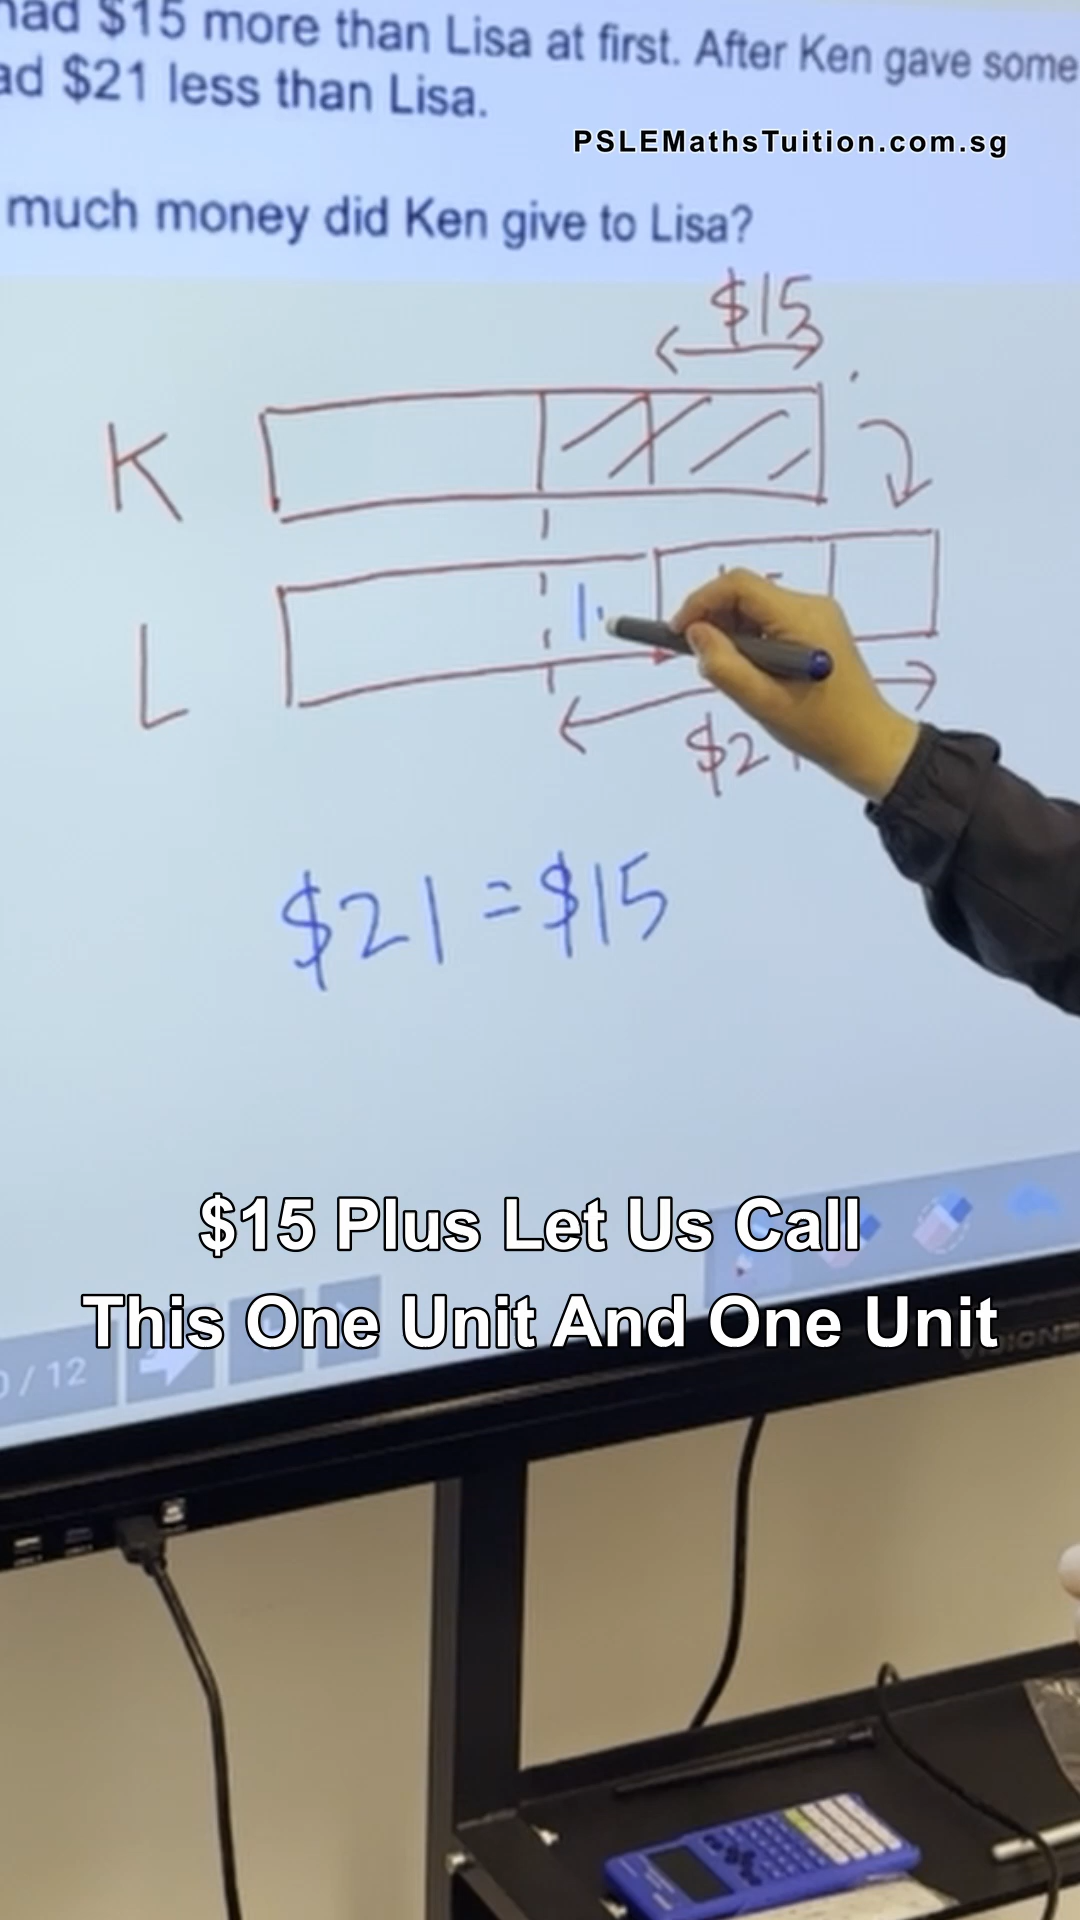 had $15 more than Lisa at first. After Ken gave some
ad $21 less than Lisa.
PSLEMathsTuition.com.sg
much money did Ken give to Lisa?
$15
K
L
$2
$21 = $15
$15 Plus Let Us Call
This One Unit And One Unit
/ 12